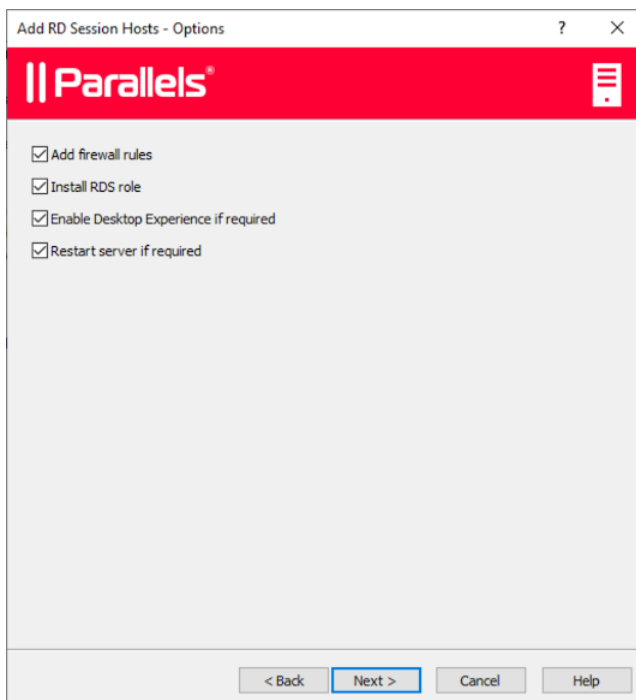 Add RD Session Hosts - Options
?
Parallels®
Add firewall rules
Install RDS role
Enable Desktop Experience if required
Restart server if required
< Back
Next >
Cancel
Help